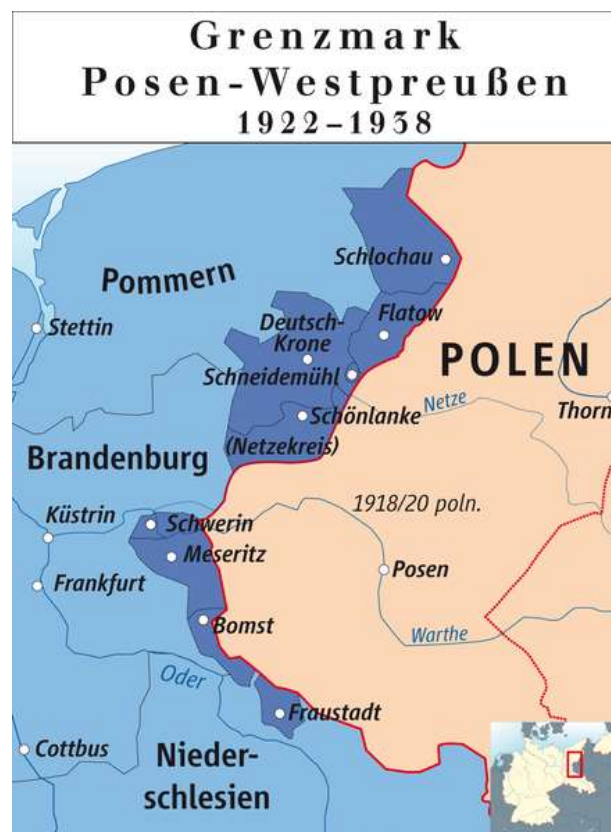 Grenzmark
Posen-Westpreußen
1922–1938
Schlochau
Pommern
Flatow
Stettin
Deutsch-
Krone
POLEN
Schneidemühl
Netze
Thorn
Schönlanke
(Netzekreis)
Brandenburg
1918/20 poln.
Küstrin
Schwerin
Meseritz
Posen
Frankfurt
Bomst
Warthe
Oder
Fraustadt
Cottbus
Nieder-
schlesien